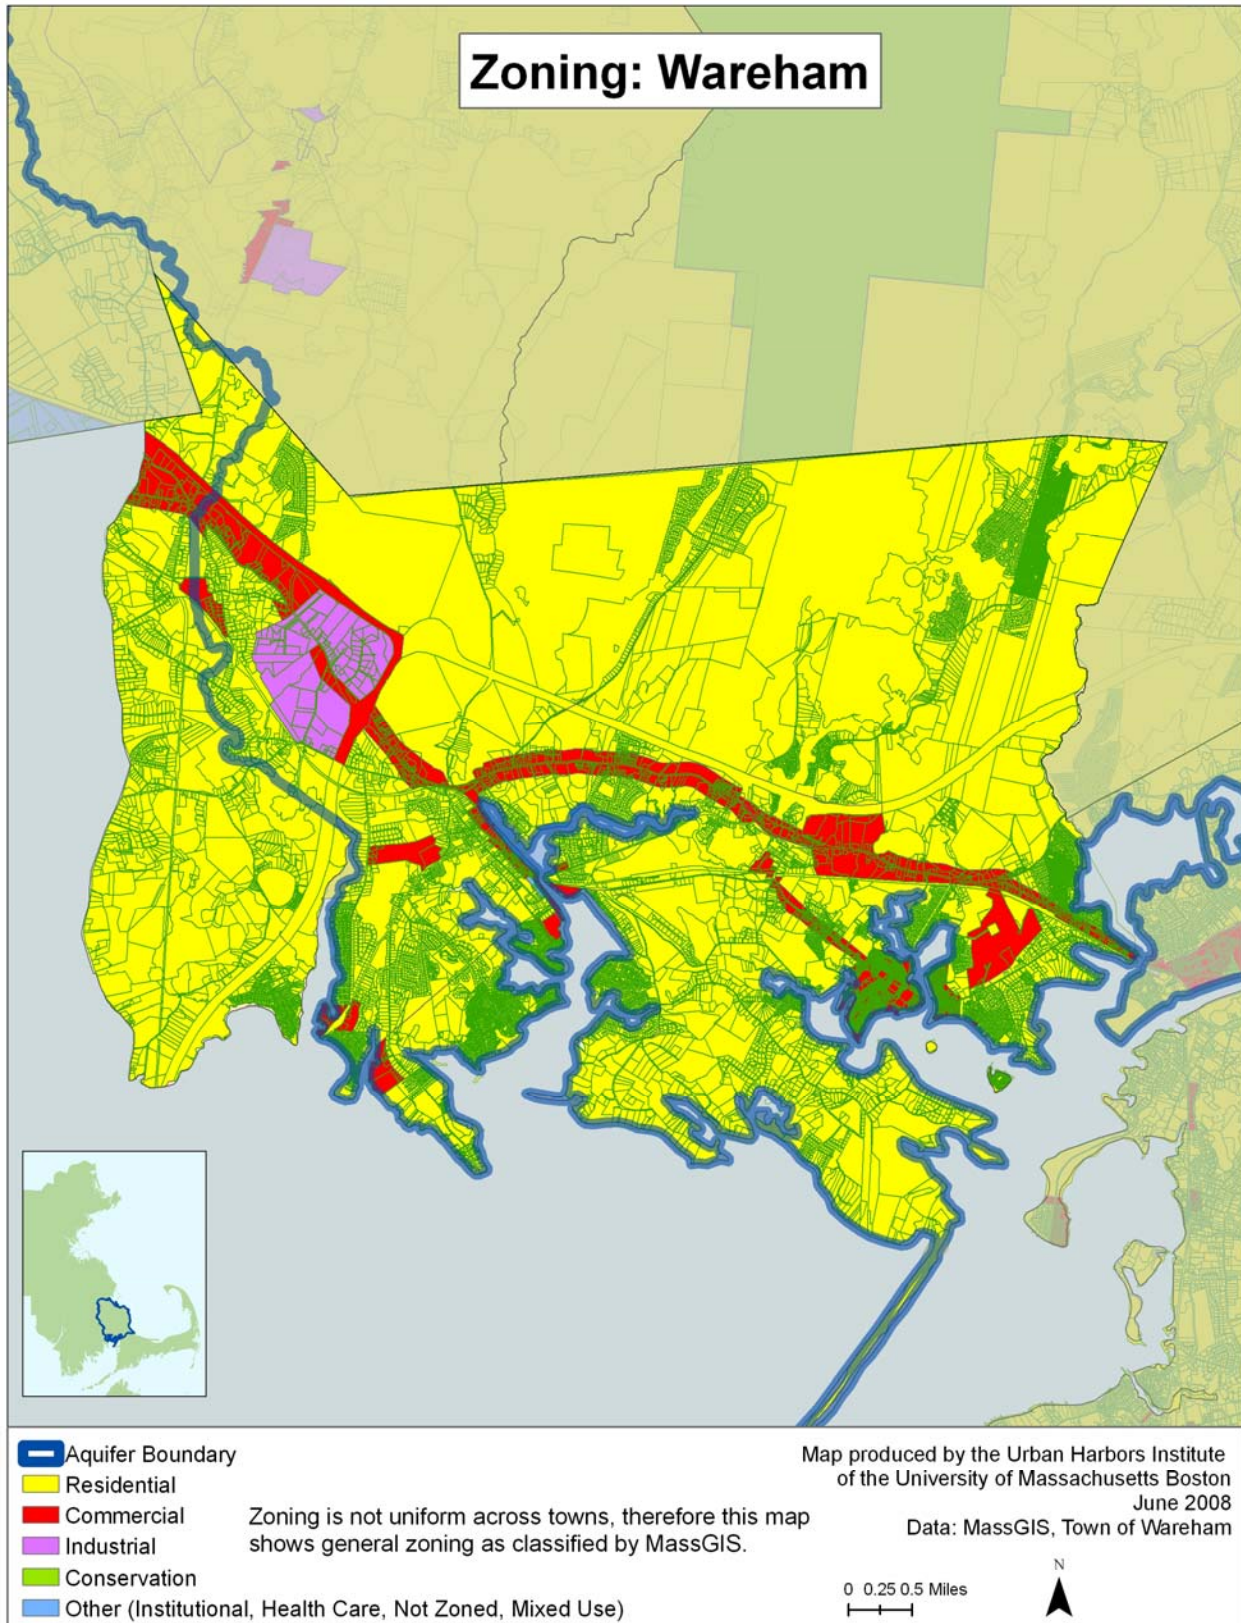 Zoning: Wareham
Aquifer Boundary
Residential
Commercial
Industrial
Conservation
Other (Institutional, Health Care, Not Zoned, Mixed Use)
Zoning is not uniform across towns, therefore this map
shows general zoning as classified by MassGIS.
Map produced by the Urban Harbors Institute
of the University of Massachusetts Boston
June 2008
Data: MassGIS, Town of Wareham
0 0.25 0.5 Miles
N